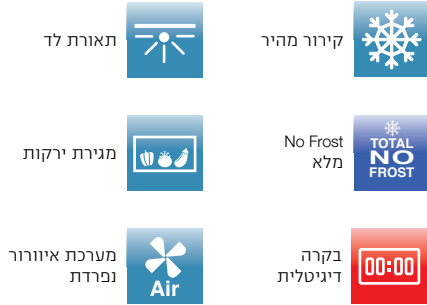 קירור מהיר
תאורת לד
TOTAL
NO
FROST
No Frost
מלא
מגירת ירקות
00:00
בקרה
דיגיטלית
Air
מערכת איוורור
נפרדת